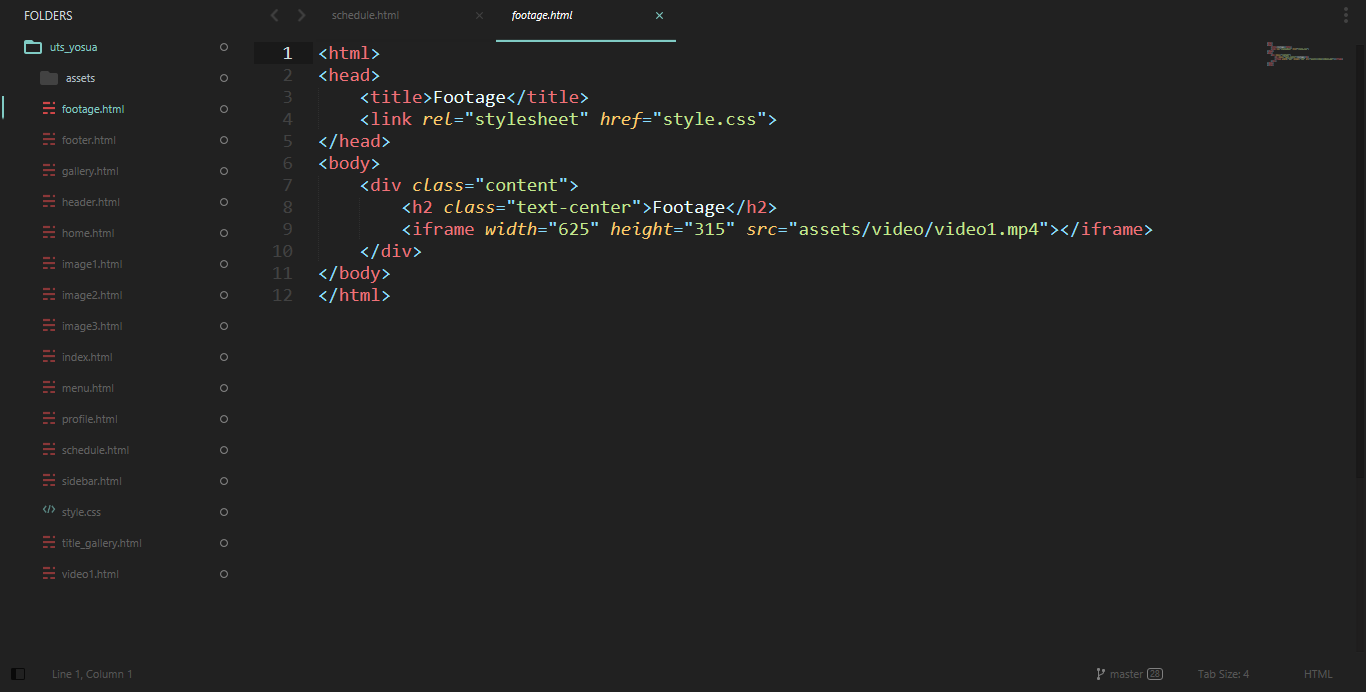 FOLDERS
uts_yosua
assets
footage.html
footer.html
gallery.html
header.html
home.html
image1.html
image2.html
image3.html
index.html
menu.html
profile.html
schedule.html
sidebar.html
style.css
title_gallery.html
video1.html
schedule.html
footage.html
1 <html>
2 <head>
3     <title>Footage</title>
4     <link rel="stylesheet" href="style.css">
5 </head>
6 <body>
7     <div class="content">
8         <h2 class="text-center">Footage</h2>
9         <iframe width="625" height="315" src="assets/video/video1.mp4"></iframe>
10     </div>
11 </body>
12 </html>
Line 1, Column 1
master 28
Tab Size: 4
HTML